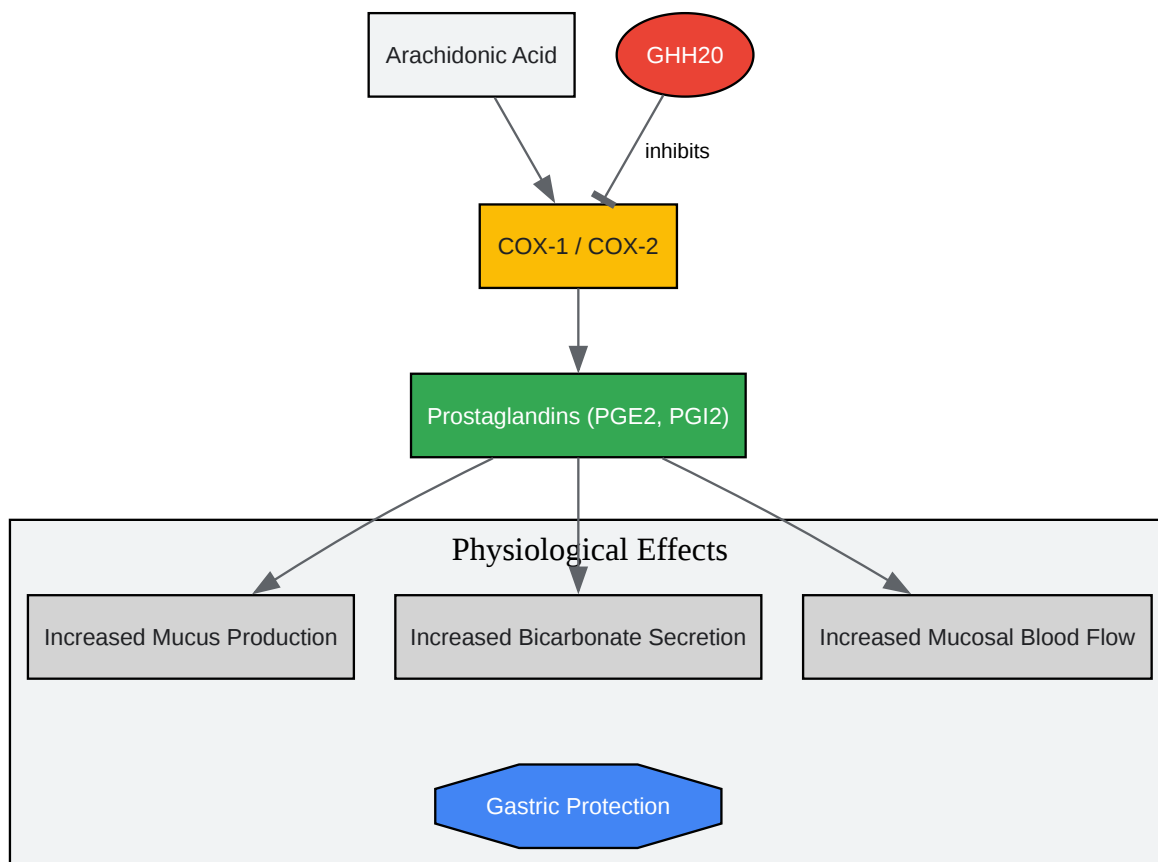 Arachidonic Acid
GHH20
inhibits
COX-1 / COX-2
Prostaglandins (PGE2, PGI2)
Physiological Effects
Increased Mucus Production
Increased Bicarbonate Secretion
Increased Mucosal Blood Flow
Gastric Protection